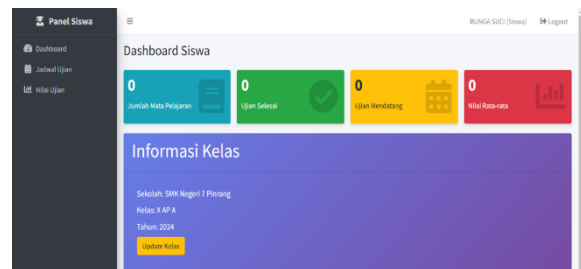 Panel Siswa
BUNGA SUCI (Siswa) Logout
Dashboard
Jadwal Ujian
Nilai Ujian
Dashboard Siswa
0
Jumlah Mata Pelajaran
0
Ujian Selesai
0
Ujian Mendatang
0
Nilai Rata-rata
Informasi Kelas
Sekolah: SMK Negeri 7 Pinrang
Kelas: X AP A
Tahun: 2024
Update Kelas